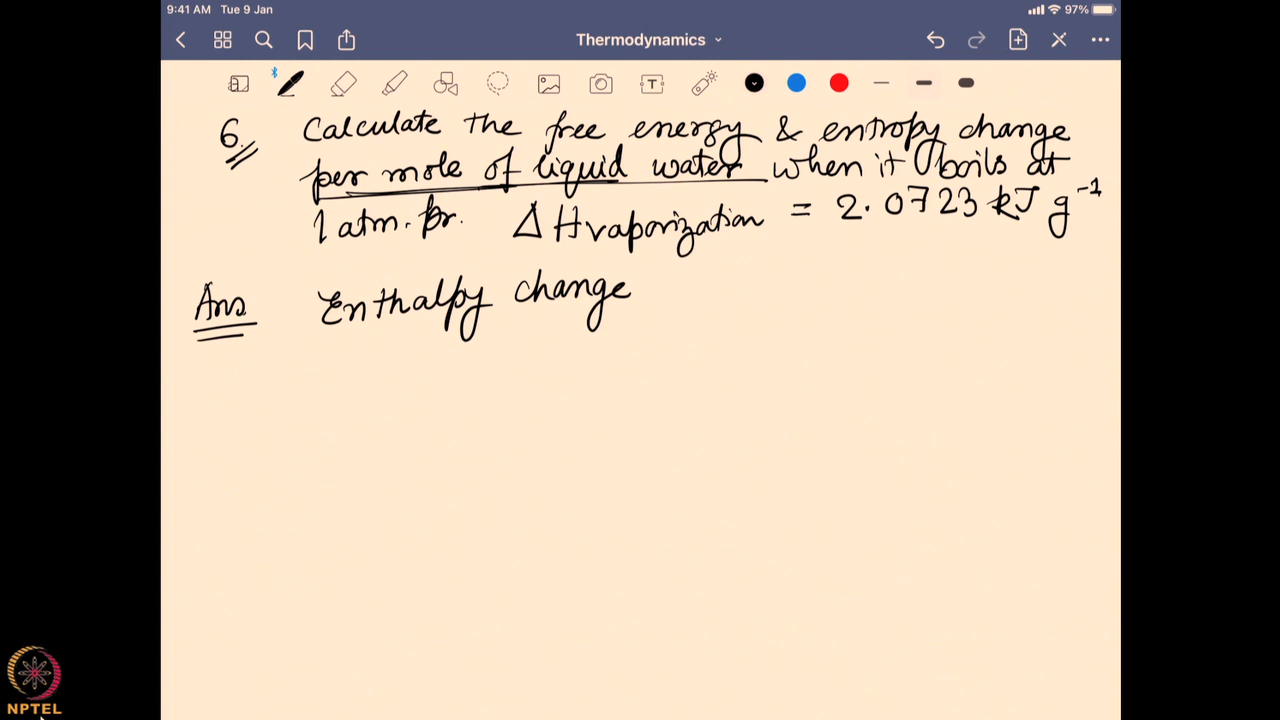 9:41 AM Tue 9 Jan
97%
Thermodynamics
T
6. Calculate the free energy & entropy change
per mole of liquid water when it boils at
1 atm. pr. Δ Hvaporization = 2.0723 kJ g⁻¹
Ans Enthalpy change
NPTEL